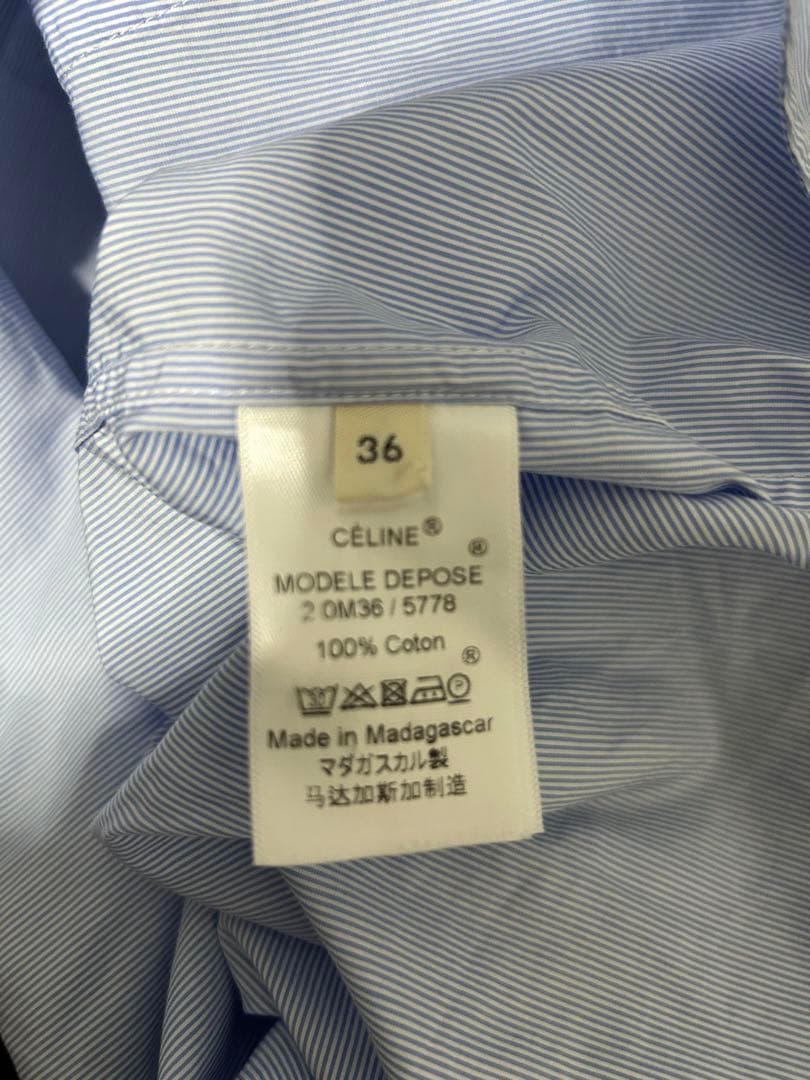 36
CÉLINE®
®
MODELE DEPOSE
2 0M36 / 5778
100% Coton
®
30 P
Made in Madagascar
マダガスカル製
马达加斯加制造